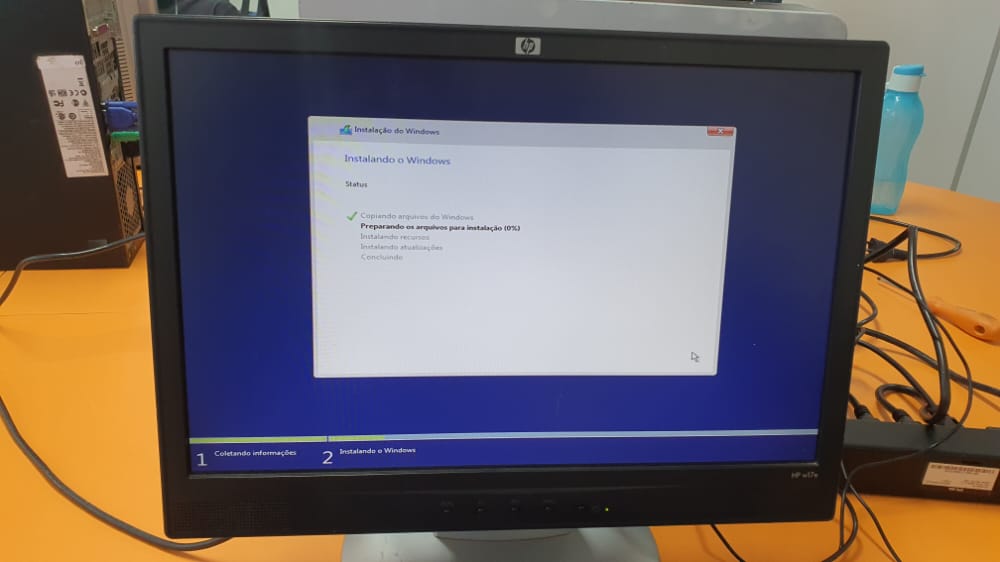 hp
Instalação do Windows
Instalando o Windows
Status
Copiando arquivos do Windows
Preparando os arquivos para instalação (0%)
Instalando recursos
Instalando atualizações
Concluindo
1 Coletando informações
2 Instalando o Windows
HP w17e